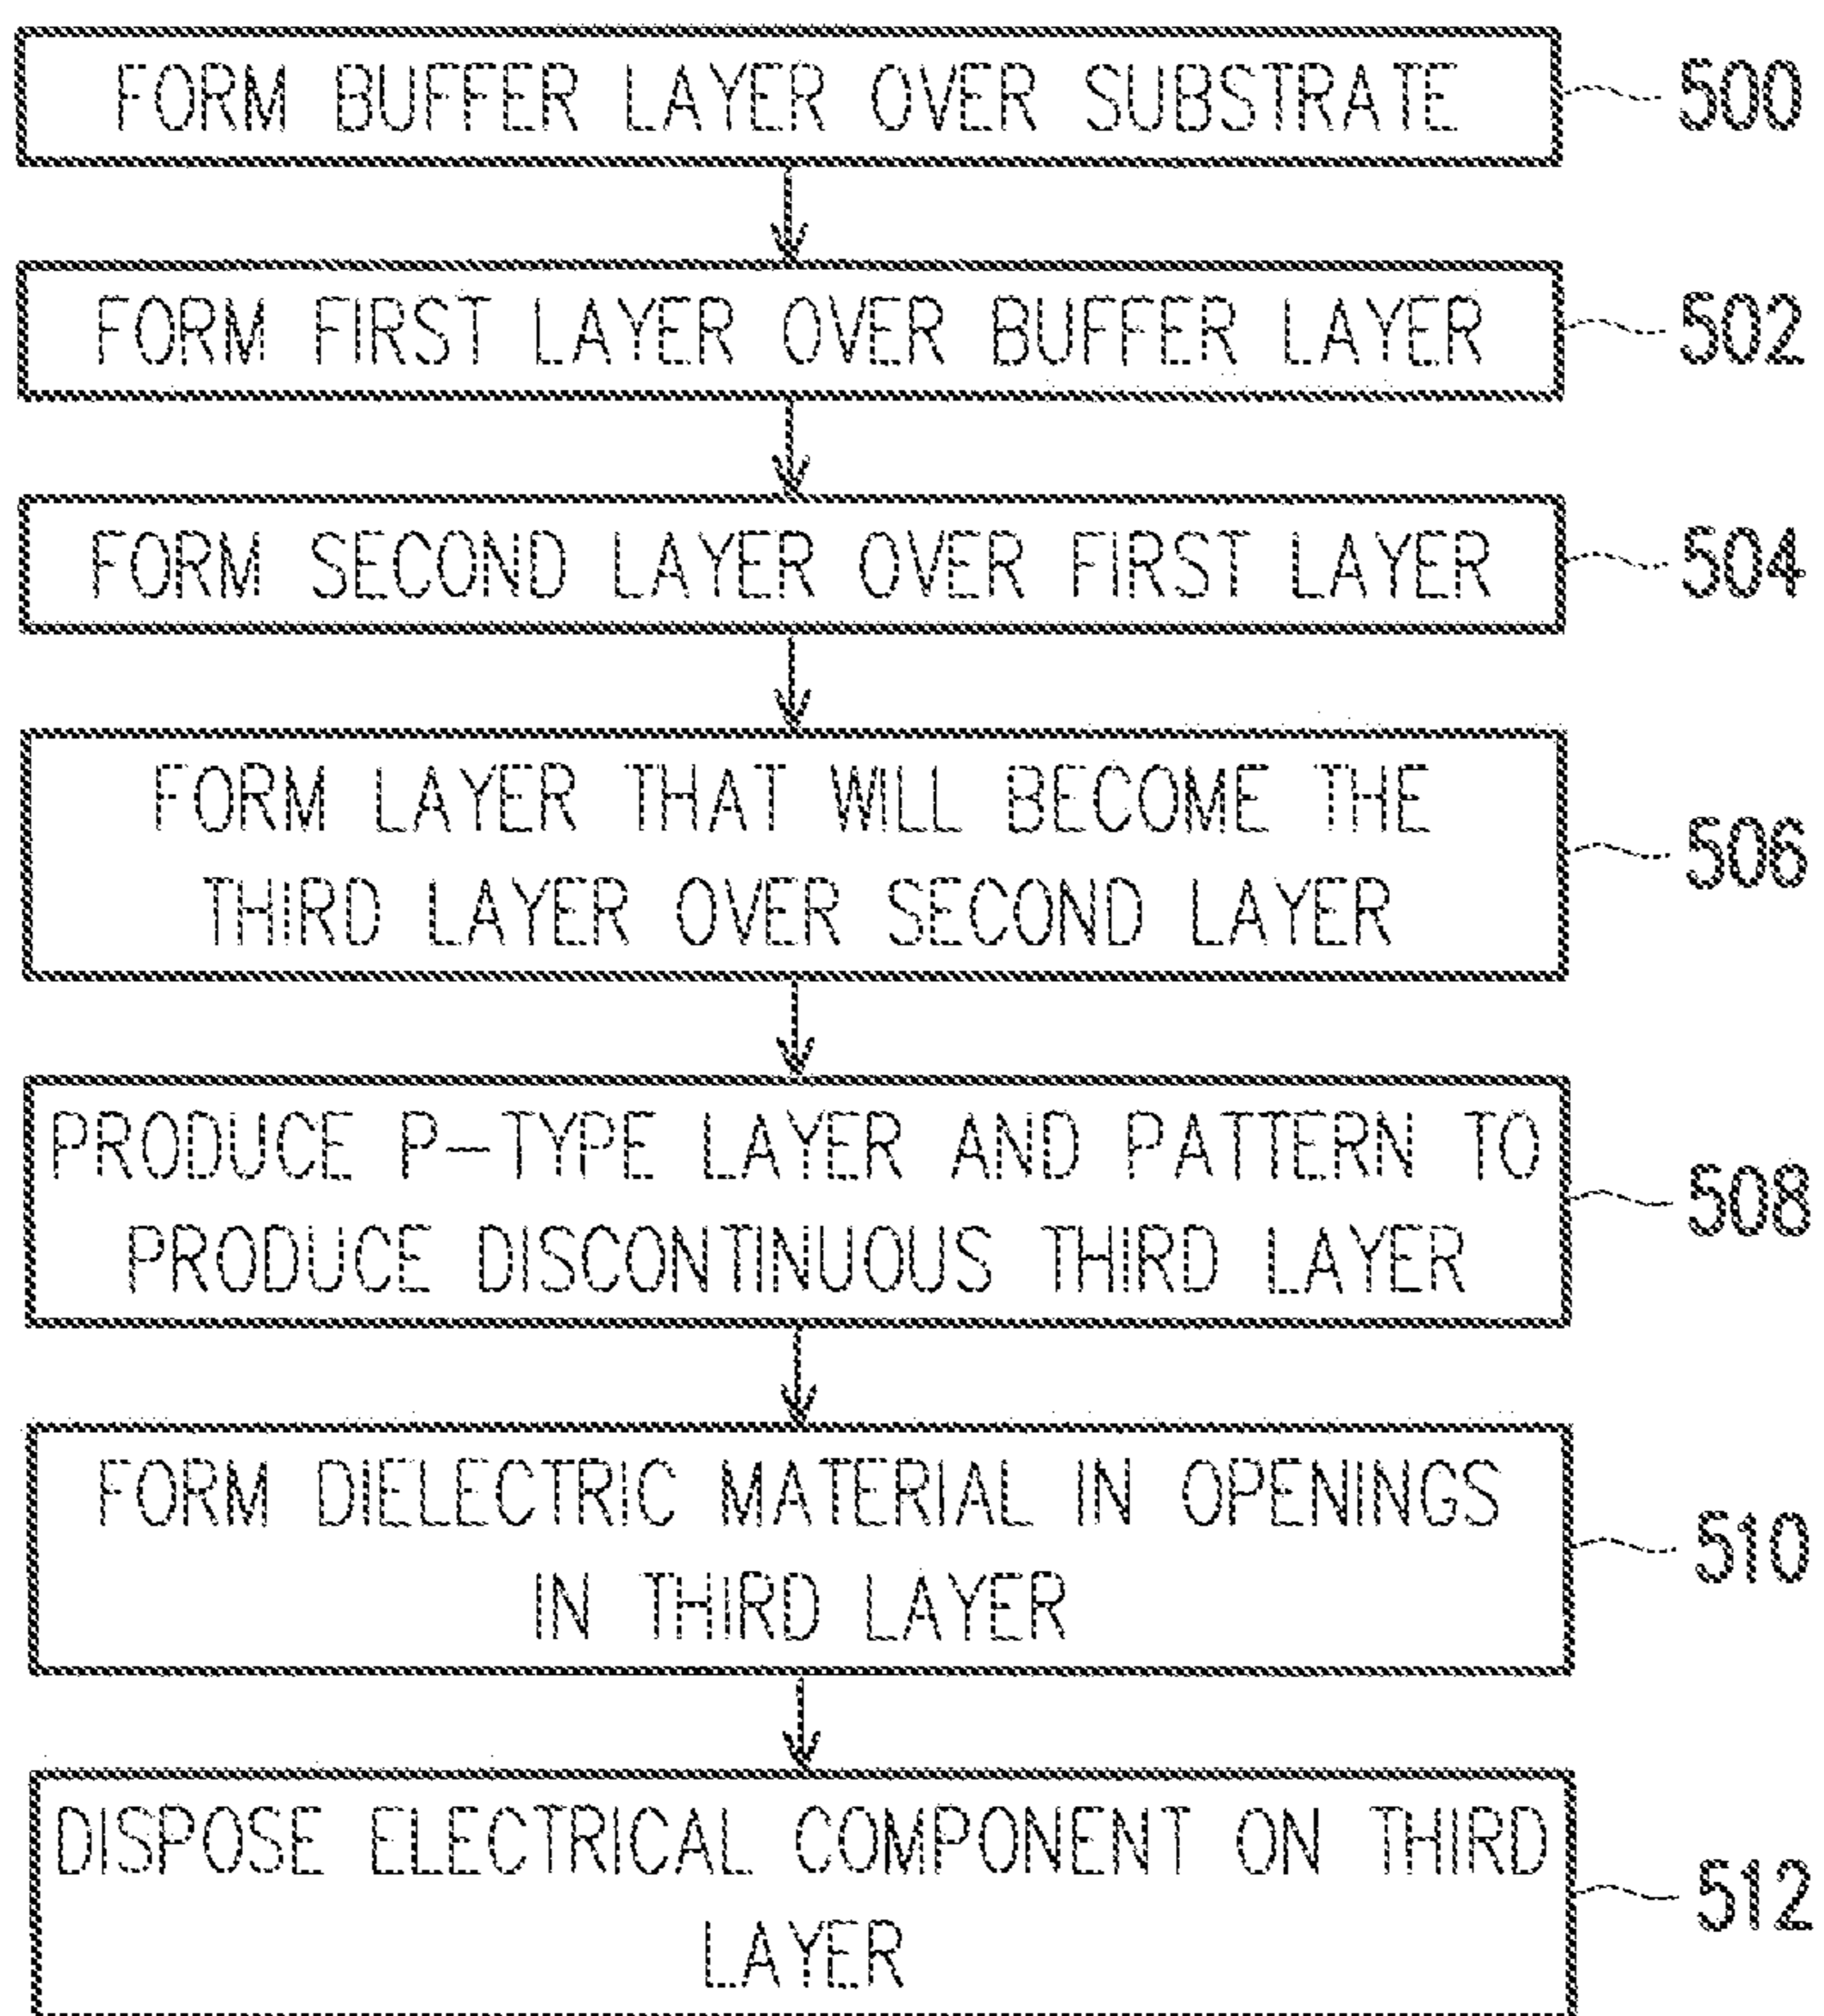 FORM BUFFER LAYER OVER SUBSTRATE
500
FORM FIRST LAYER OVER BUFFER LAYER
502
FORM SECOND LAYER OVER FIRST LAYER
504
FORM LAYER THAT WILL BECOME THE
THIRD LAYER OVER SECOND LAYER
506
PRODUCE P-TYPE LAYER AND PATTERN TO
PRODUCE DISCONTINUOUS THIRD LAYER
508
FORM DIELECTRIC MATERIAL IN OPENINGS
IN THIRD LAYER
510
DISPOSE ELECTRICAL COMPONENT ON THIRD
LAYER
512